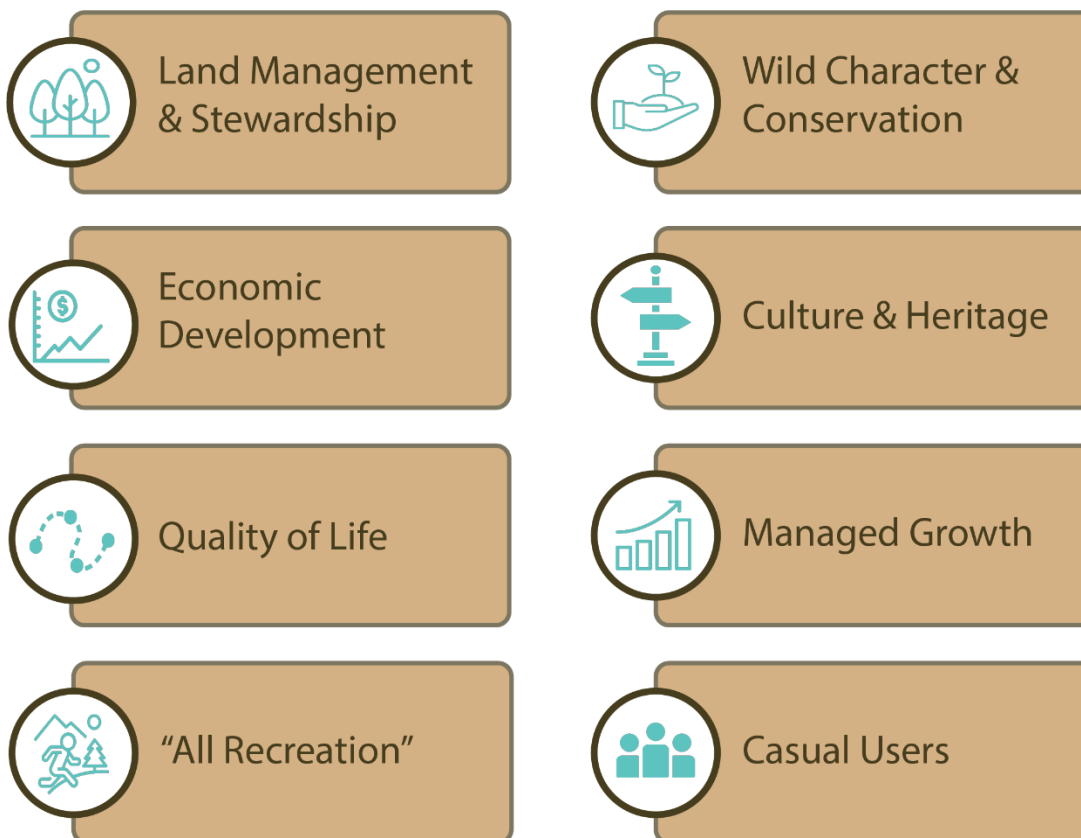 Land Management
& Stewardship
Wild Character &
Conservation
Economic
Development
$
Culture & Heritage
Quality of Life
Managed Growth
“All Recreation”
Casual Users